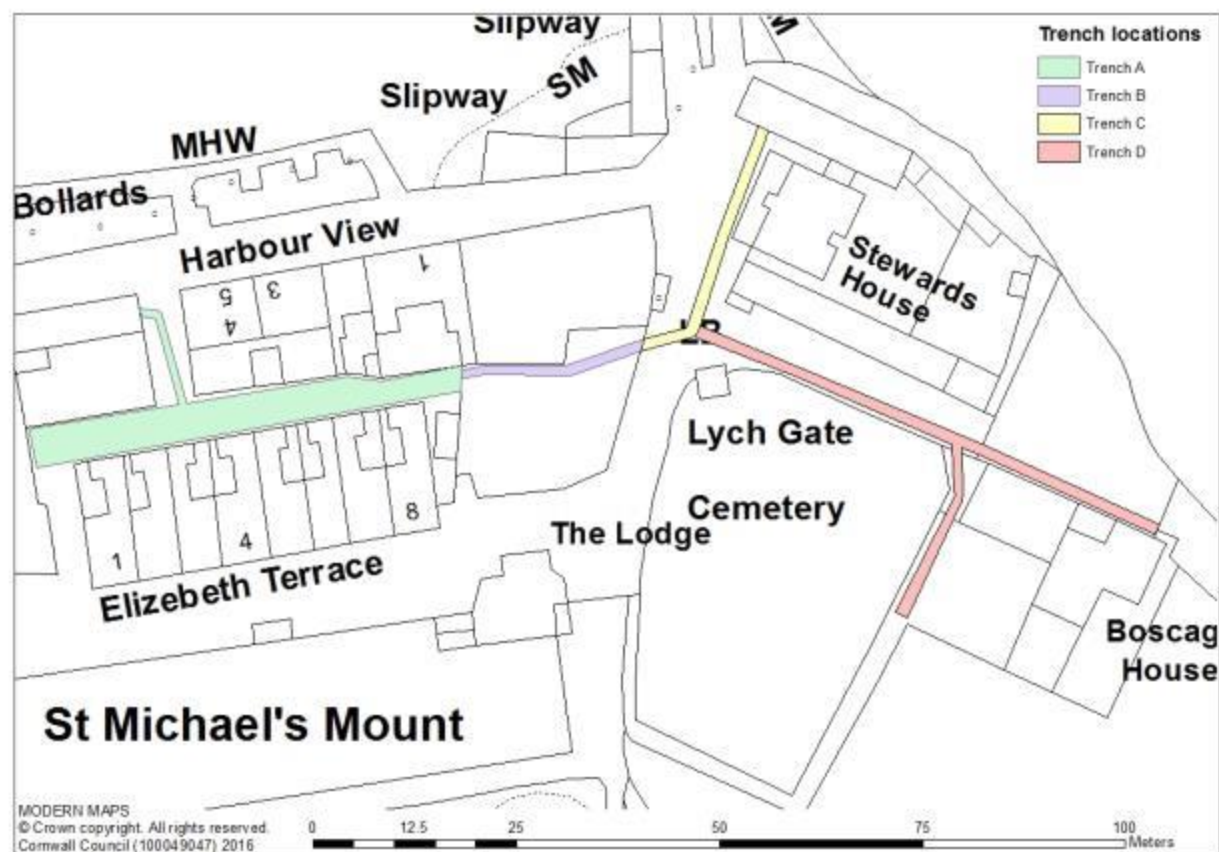 Slipway
Slipway
SM
M
MHW
Bollards
Harbour View
1
5
3
4
Trench locations
Trench A
Trench B
Trench C
Trench D
Stewards
House
LB
Lych Gate
Cemetery
The Lodge
1
4
8
Elizebeth Terrace
Boscag
House
St Michael's Mount
MODERN MAPS
© Crown copyright. All rights reserved.
Cornwall Council (100049047) 2016
0 12.5 25 50 75 100
Meters